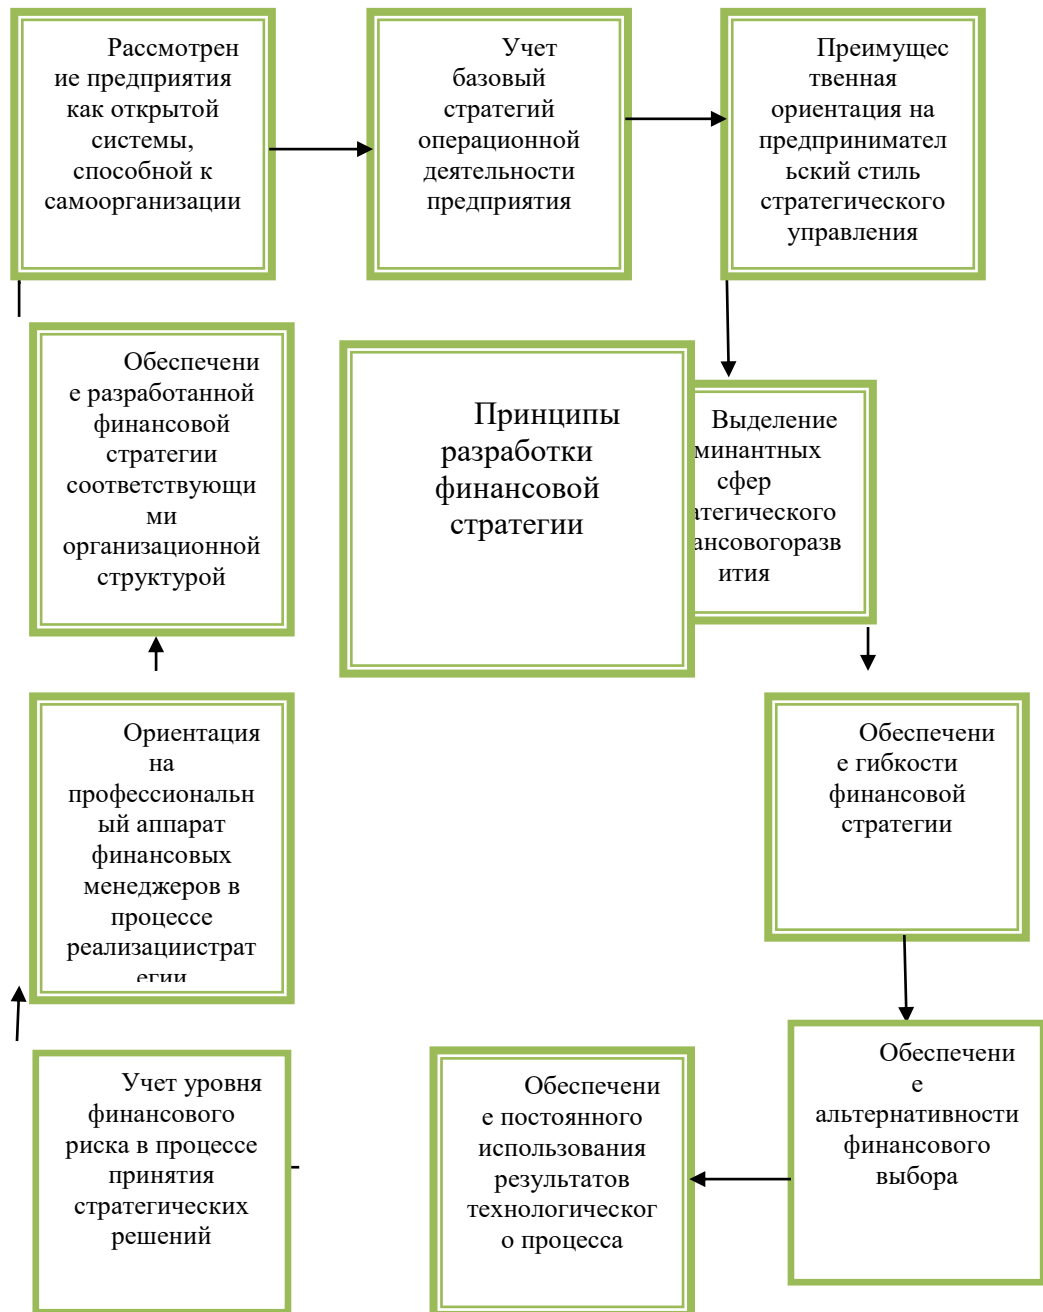 Рассмотрен
ие предприятия
как открытой
системы,
способной к
самоорганизации
Учет
базовый
стратегий
операционной
деятельности
предприятия
Преимущес
твенная
ориентация на
предпринимател
ьский стиль
стратегического
управления
Обеспечени
е разработанной
финансовой
стратегии
соответствующи
ми
организационной
структурой
Принципы
разработки
финансовой
стратегии
Выделение
минантных
сфер
атегического
ансовогоразв
ития
Ориентация
на
профессиональн
ый аппарат
финансовых
менеджеров в
процессе
реализациистрат
егии
Обеспечени
е гибкости
финансовой
стратегии
Учет уровня
финансового
риска в процессе
принятия
стратегических
решений
Обеспечени
е постоянного
использования
результатов
технологическог
о процесса
Обеспечени
е
альтернативности
финансового
выбора